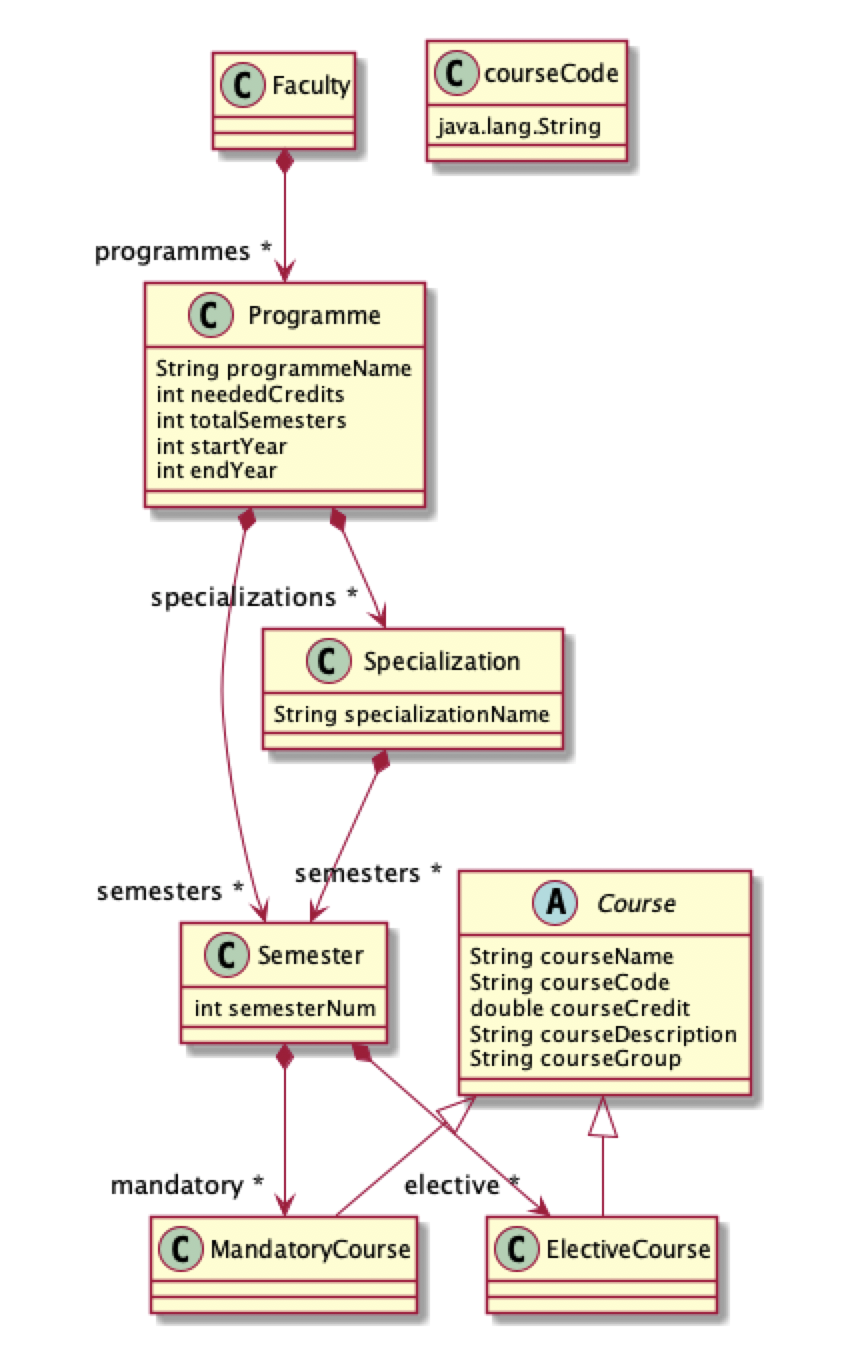 C Faculty
C courseCode
java.lang.String
programmes *
C Programme
String programmeName
int neededCredits
int totalSemesters
int startYear
int endYear
specializations *
C Specialization
String specializationName
semesters *
semesters *
C Semester
int semesterNum
A Course
String courseName
String courseCode
double courseCredit
String courseDescription
String courseGroup
mandatory *
elective *
C MandatoryCourse
C ElectiveCourse